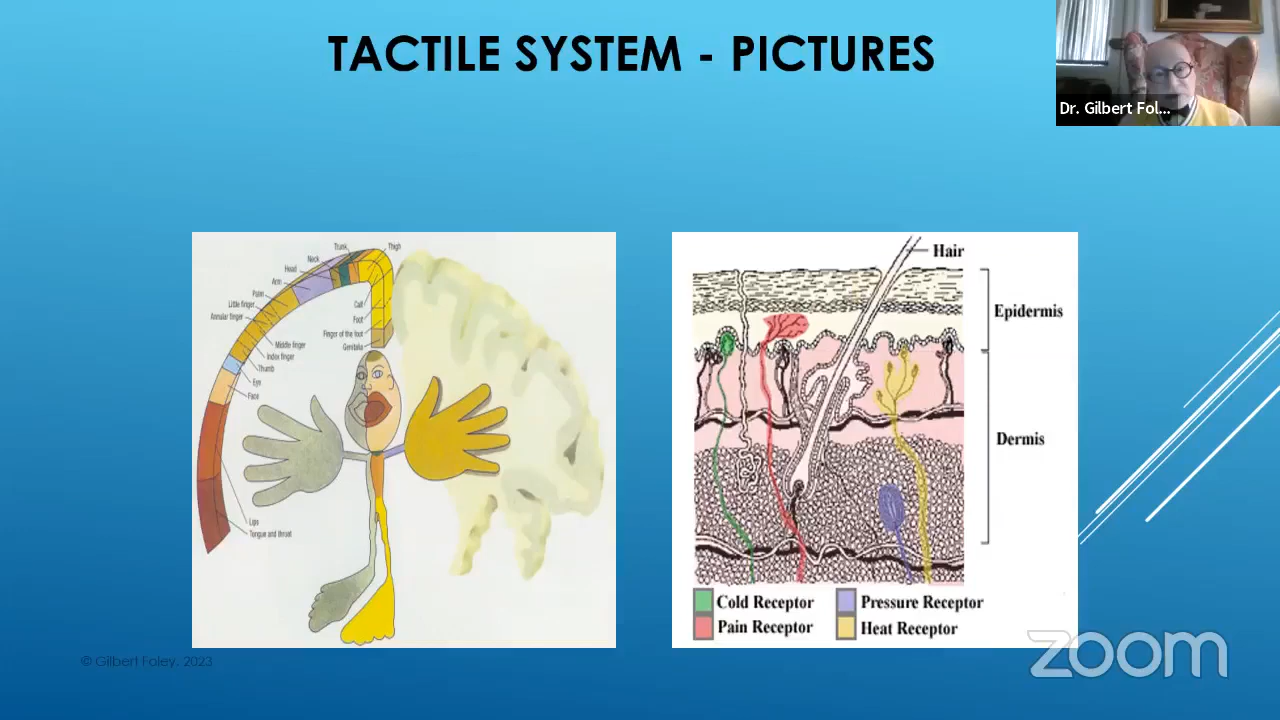 TACTILE SYSTEM - PICTURES
Dr. Gilbert Fol...
Trunk
Thigh
Neck
Head
Arm
Palm
Little finger
Annular finger
Middle finger
Index finger
Thumb
Eye
Face
Calf
Foot
Finger of the foot
Genitalia
Lips
Tongue and throat
Hair
Epidermis
Dermis
Cold Receptor
Pressure Receptor
Pain Receptor
Heat Receptor
© Gilbert Foley, 2023
zoom